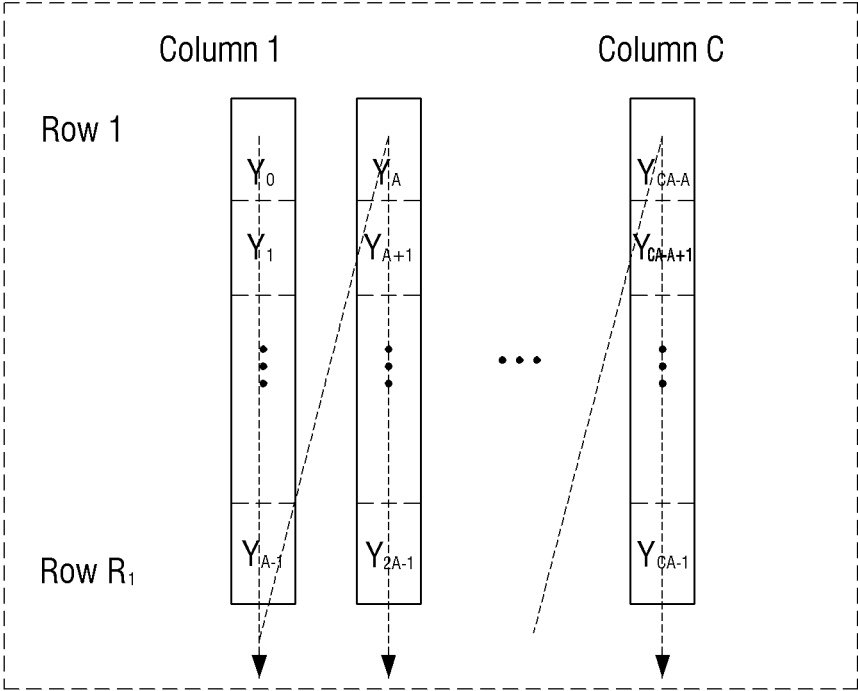 Column 1 Column C
Row 1
Y0 YA YCA-A
Y1 YA+1 YCA-A+1
Row R1
YA-1 Y2A-1 YCA-1